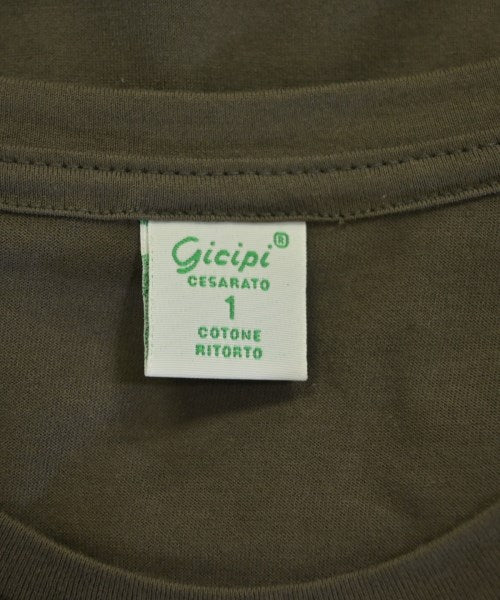 Gicipi®
CESARATO
1
COTONE
RITORTO